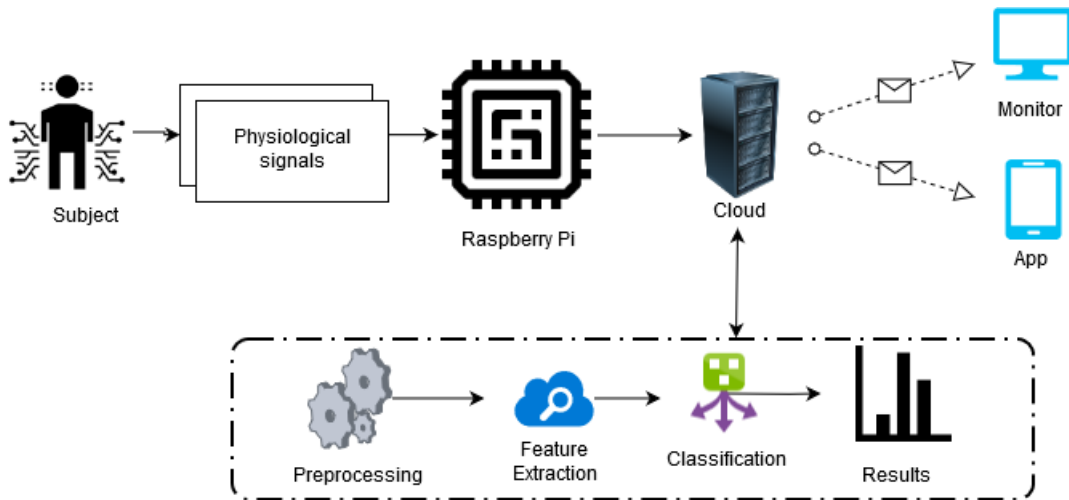 Subject
Physiological
signals
Raspberry Pi
Cloud
Monitor
App
Preprocessing
Feature
Extraction
Classification
Results